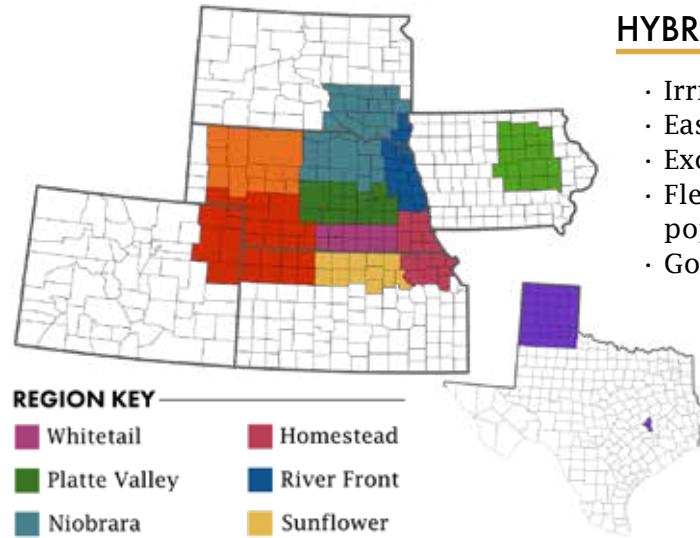 HYBR
· Irri
· Eas
· Exc
· Fle
po
· Go
REGION KEY
Whitetail
Homestead
Platte Valley
River Front
Niobrara
Sunflower